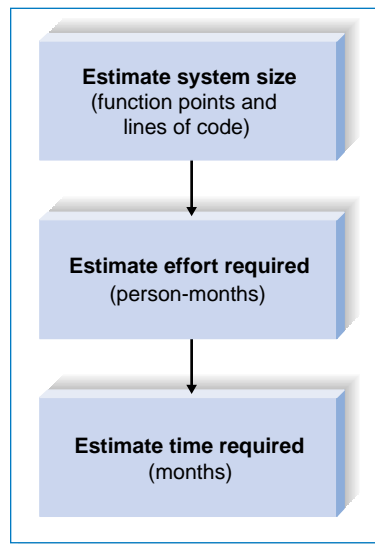 Estimate system size
(function points and
lines of code)
Estimate effort required
(person-months)
Estimate time required
(months)